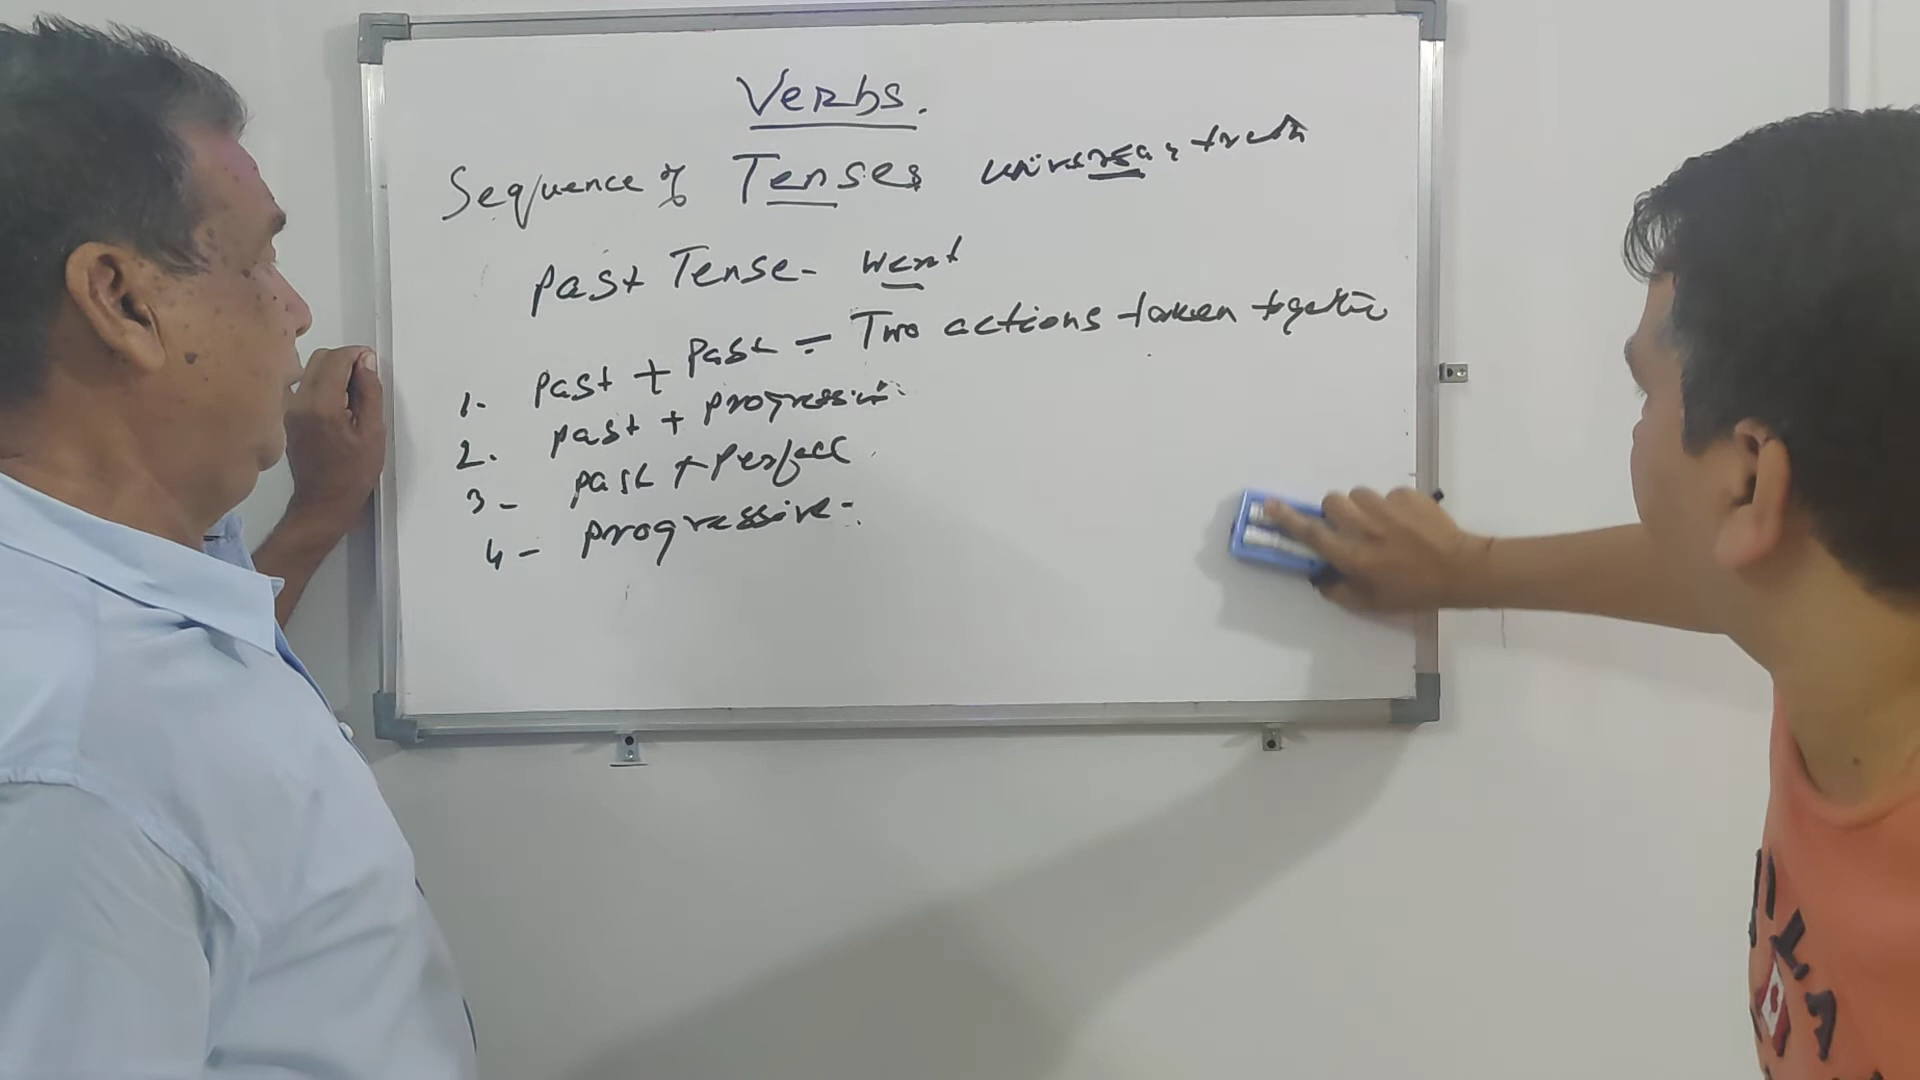 Verbs.
Sequence of Tenses universal truth
Past Tense - went
1. Past + Past = Two actions taken together
2. past + progressive.
3 - past + perfect
4 - progressive -